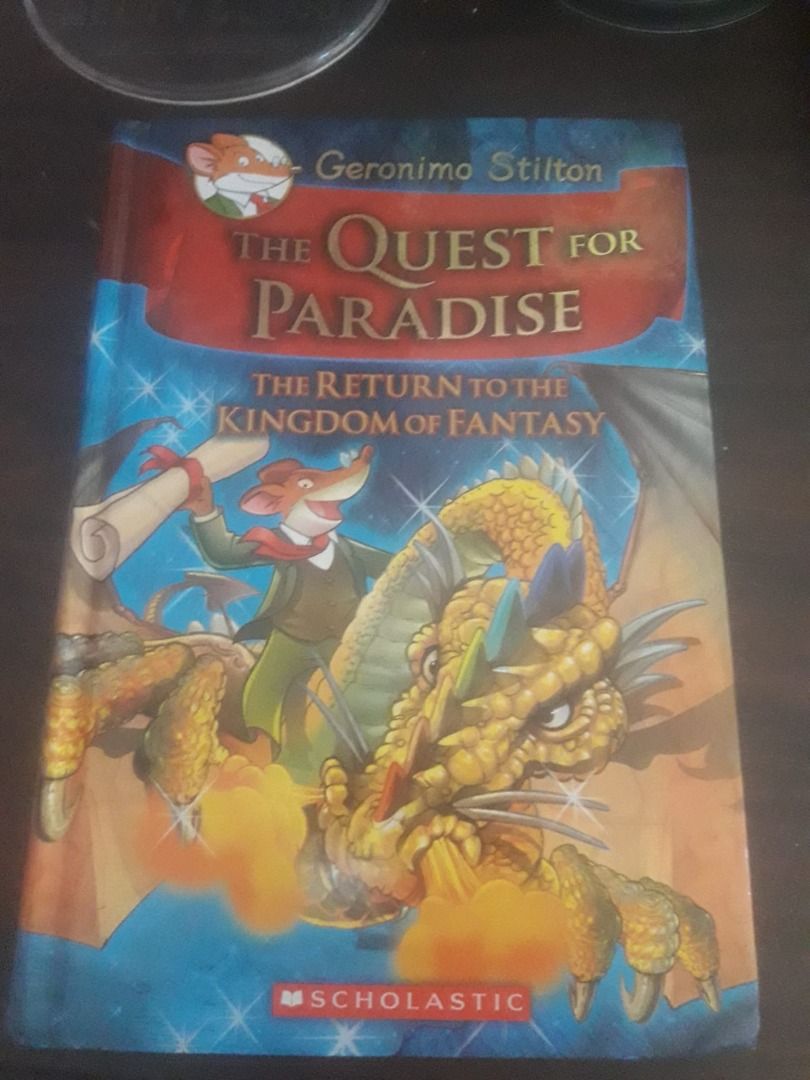 Geronimo Stilton
THE QUEST FOR
PARADISE
THE RETURN TO THE
KINGDOM OF FANTASY
SCHOLASTIC